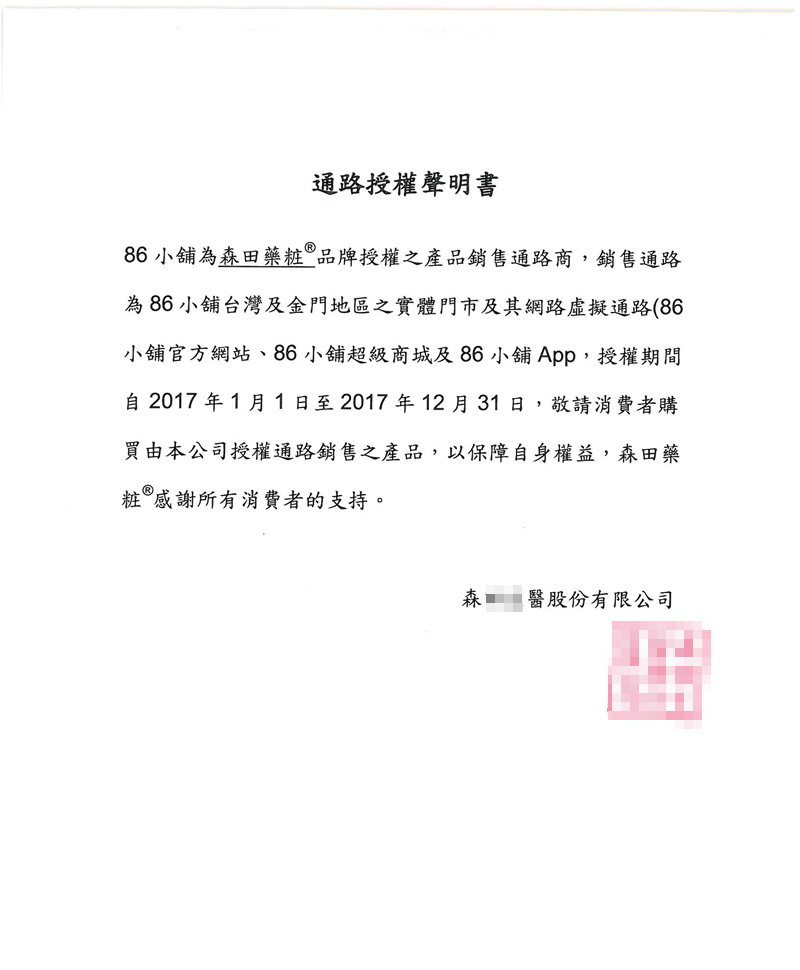 通路授權聲明書
86 小舖為森田藥粧®品牌授權之產品銷售通路商，銷售通路
為 86 小舖台灣及金門地區之實體門市及其網路虛擬通路(86
小舖官方網站、86 小舖超級商城及 86 小舖 App，授權期間
自 2017 年 1 月 1 日至 2017 年 12 月 31 日，敬請消費者購
買由本公司授權通路銷售之產品，以保障自身權益，森田藥
粧®感謝所有消費者的支持。
森 醫股份有限公司